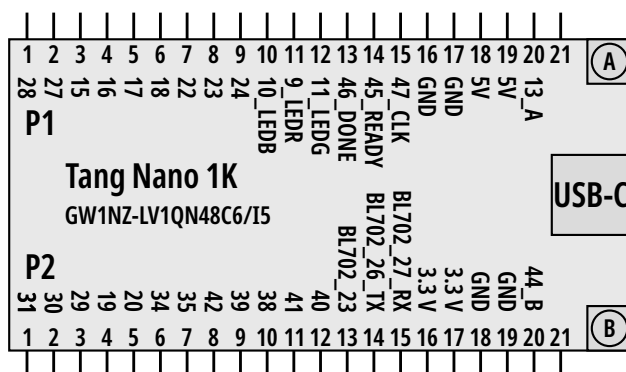 1 2 3 4 5 6 7 8 9 10 11 12 13 14 15 16 17 18 19 20 21
A
28 27 15 16 17 18 22 23 24 10_LEDB 9_LEDR 11_LEDG 46_DONE 45_READY 47_CLK GND GND 5V 5V 13_A
P1
Tang Nano 1K
GW1NZ-LV1QN48C6/I5
USB-C
P2
31 30 29 19 20 34 35 42 39 38 41 40 BL702_23 BL702_26_TX BL702_27_RX 3.3 V 3.3 V GND GND 44_B
B
1 2 3 4 5 6 7 8 9 10 11 12 13 14 15 16 17 18 19 20 21